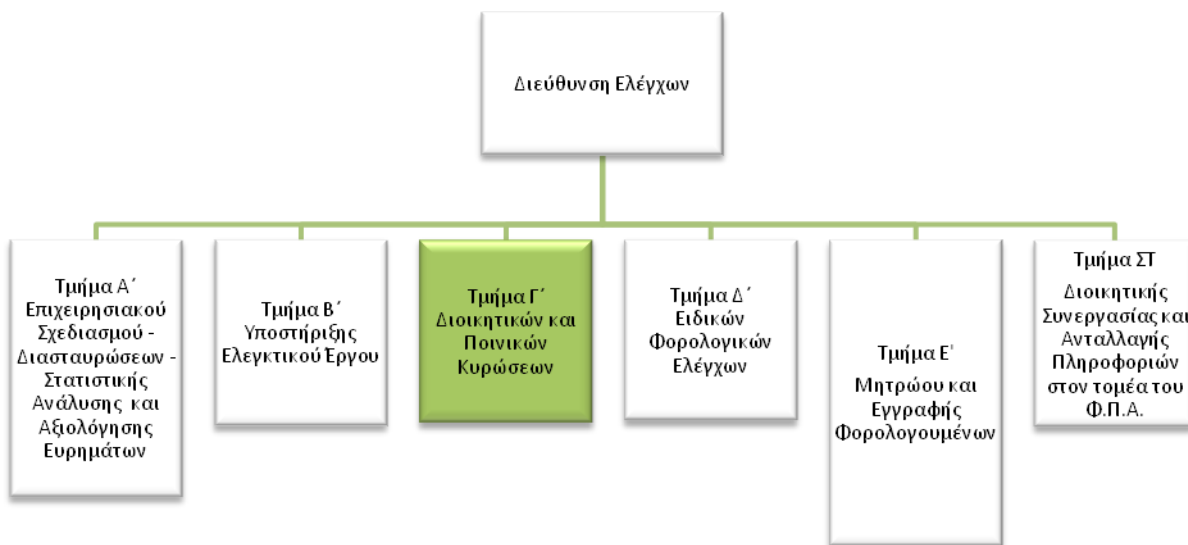 Διεύθυνση Ελέγχων
Τμήμα Α΄
Επιχειρησιακού
Σχεδιασμού -
Διασταυρώσεων -
Στατιστικής
Ανάλυσης και
Αξιολόγησης
Ευρημάτων
Τμήμα Β΄
Υποστήριξης
Ελεγκτικού Έργου
Τμήμα Γ΄
Διοικητικών και
Ποινικών
Κυρώσεων
Τμήμα Δ΄
Ειδικών
Φορολογικών
Ελέγχων
Τμήμα Ε'
Μητρώου και
Εγγραφής
Φορολογουμένων
Τμήμα ΣΤ
Διοικητικής
Συνεργασίας και
Ανταλλαγής
Πληροφοριών
στον τομέα του
Φ.Π.Α.